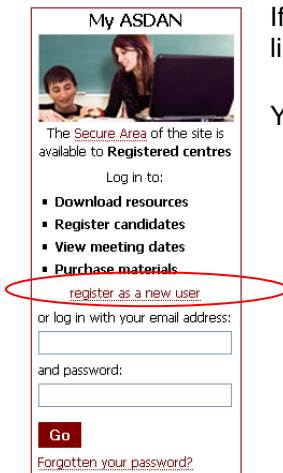 My ASDAN
The Secure Area of the site is
available to Registered centres
Log in to:
▪ Download resources
▪ Register candidates
▪ View meeting dates
▪ Purchase materials
register as a new user
or log in with your email address:
and password:
Go
Forgotten your password?
If
li
Y